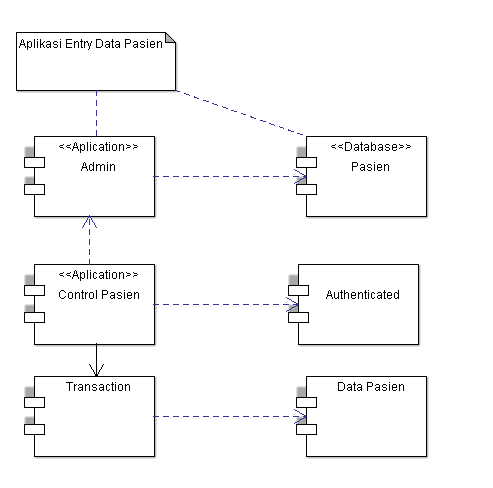 Aplikasi Entry Data Pasien
<<Aplication>>
Admin
<<Database>>
Pasien
<<Aplication>>
Control Pasien
Authenticated
Transaction
Data Pasien